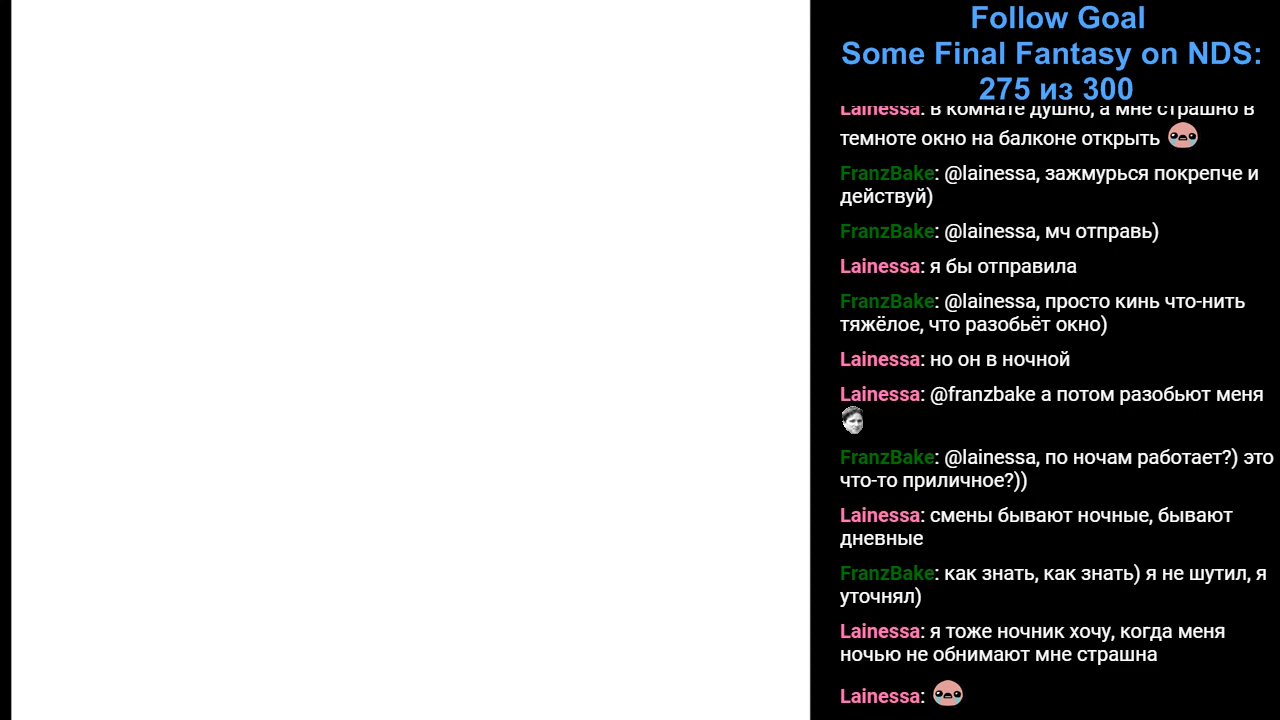 Follow Goal
Some Final Fantasy on NDS:
275 из 300
Lainessa: в комнате душно, а мне страшно в
темноте окно на балконе открыть
FranzBake: @lainessa, зажмурься покрепче и
действуй)
FranzBake: @lainessa, мч отправь)
Lainessa: я бы отправила
FranzBake: @lainessa, просто кинь что-нить
тяжёлое, что разобьёт окно)
Lainessa: но он в ночной
Lainessa: @franzbake а потом разобьют меня
FranzBake: @lainessa, по ночам работает?) это
что-то приличное?))
Lainessa: смены бывают ночные, бывают
дневные
FranzBake: как знать, как знать) я не шутил, я
уточнял)
Lainessa: я тоже ночник хочу, когда меня
ночью не обнимают мне страшна
Lainessa: